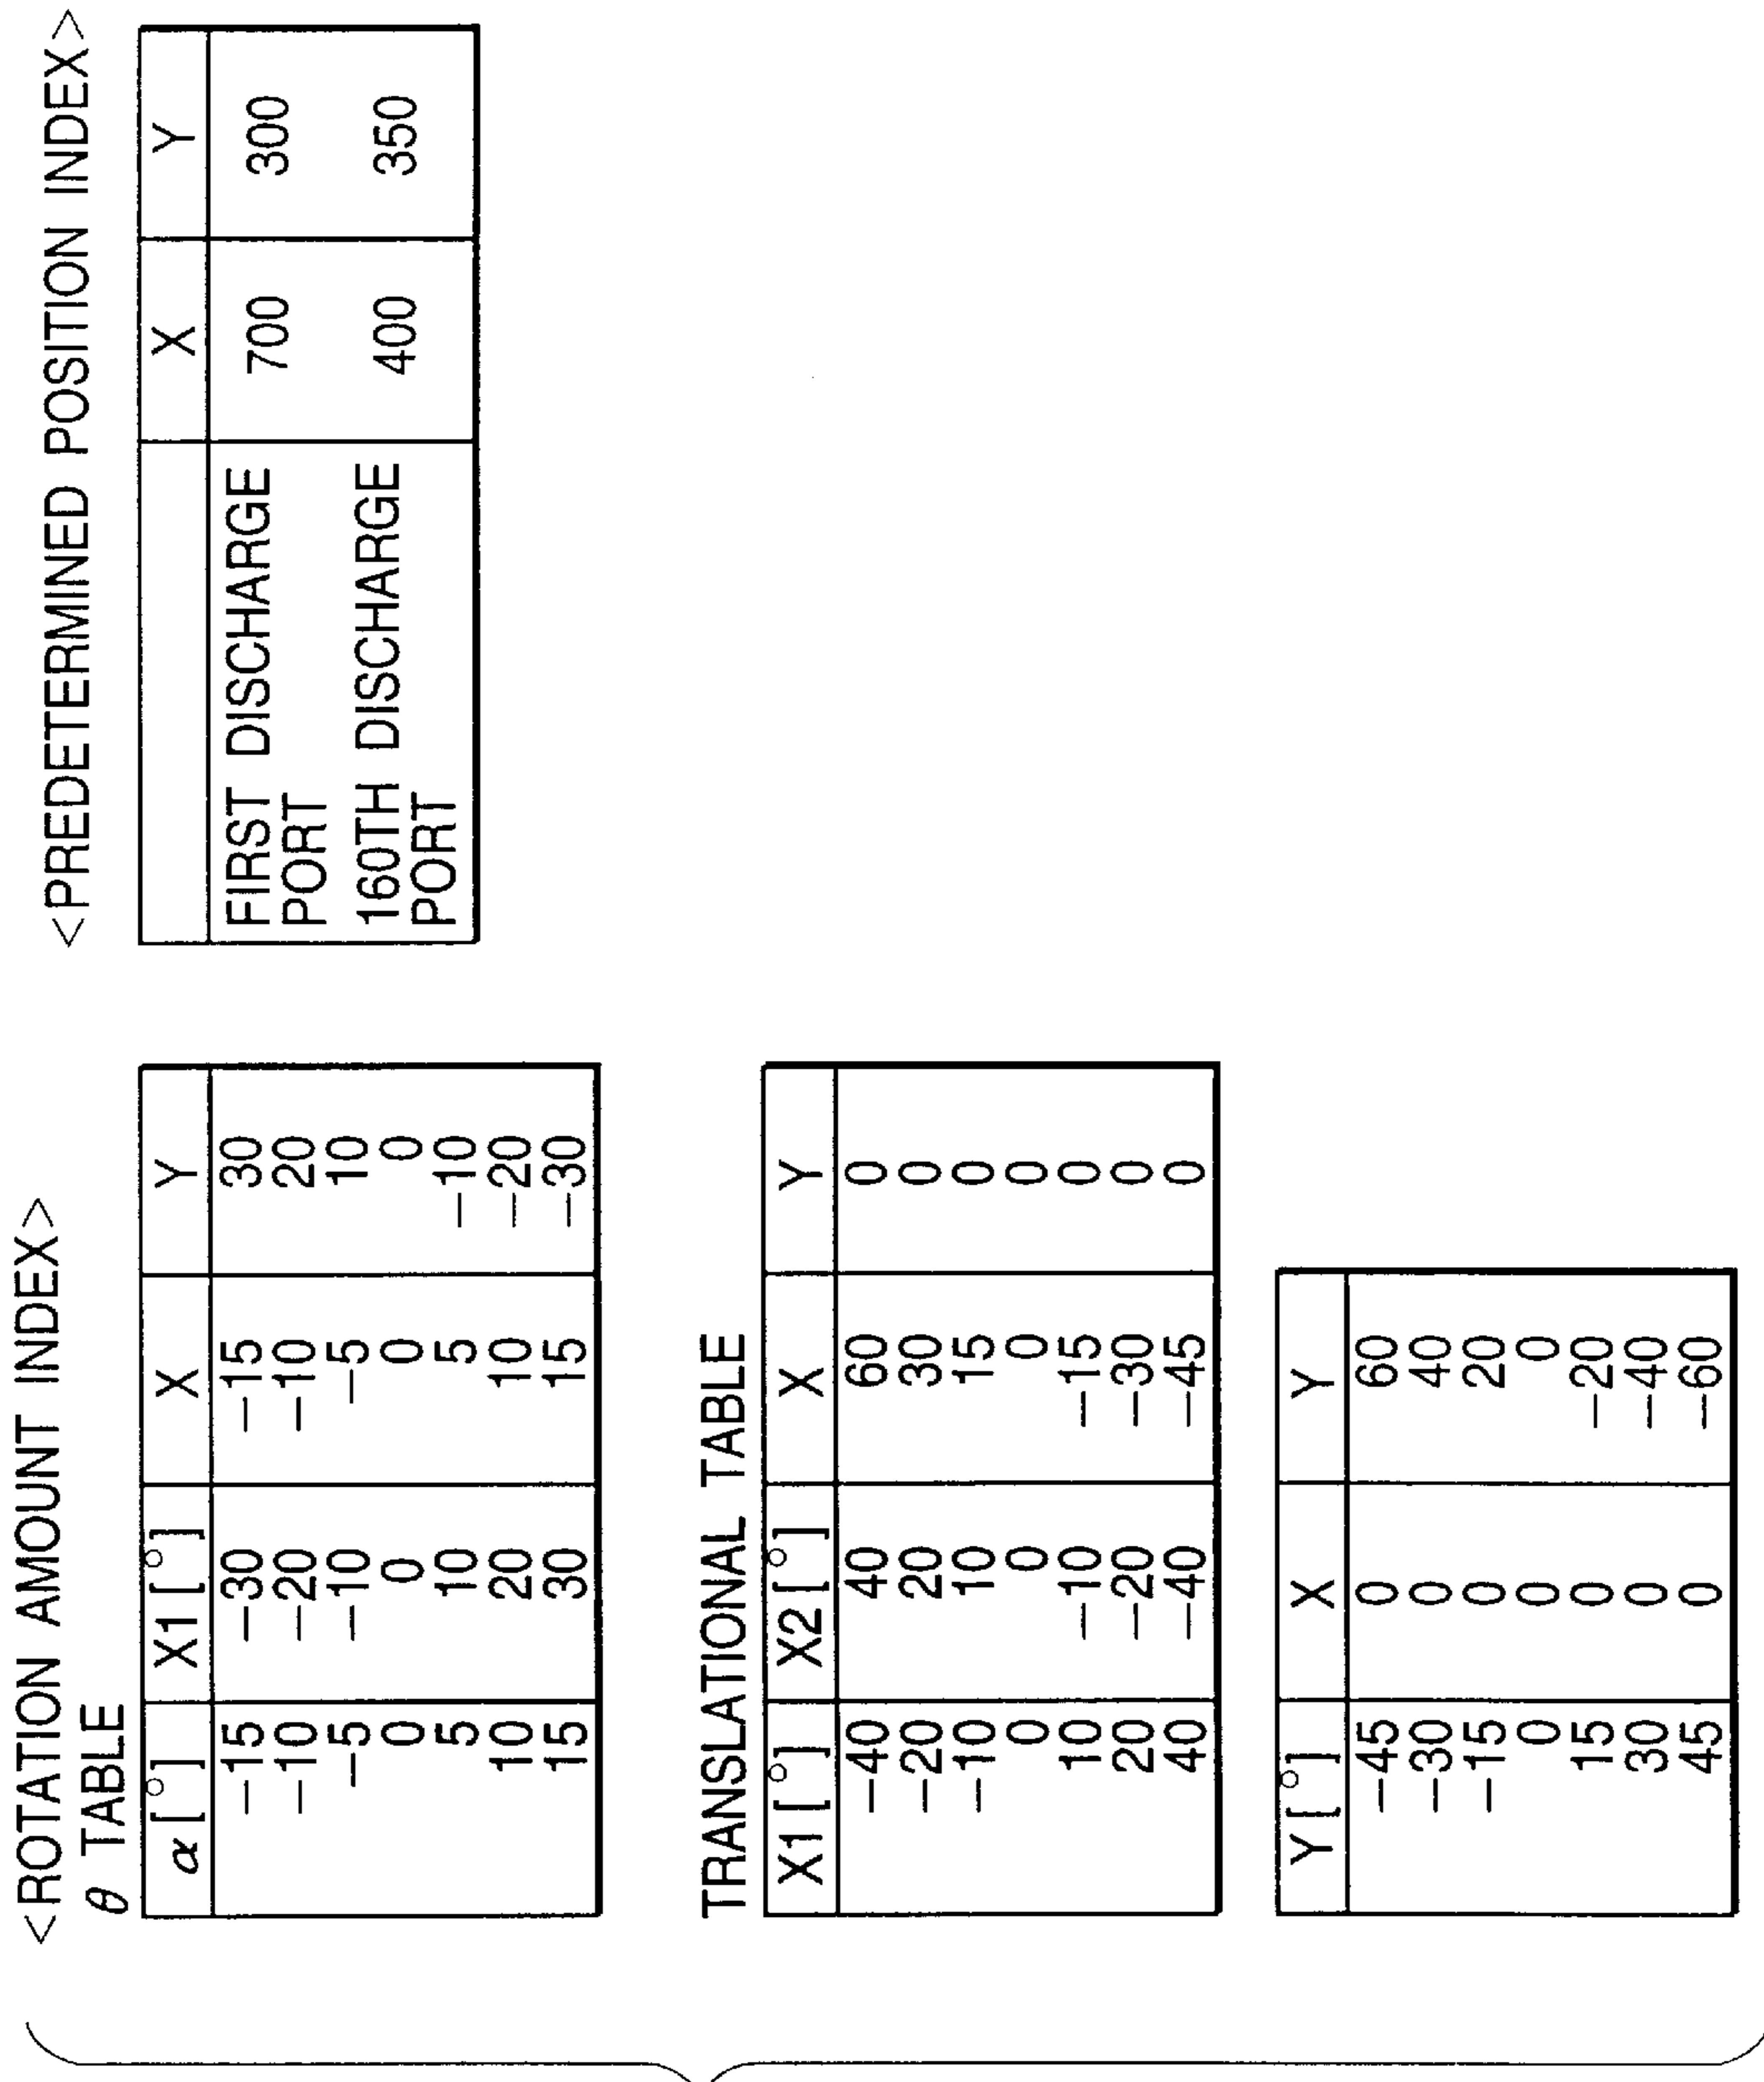 <ROTATION AMOUNT INDEX>
θ TABLE
α[°] X1[°] X Y
−15 −30 −15 30
−10 −20 −10 20
−5 −10 −5 10
0 0 0 0
5 10 5 −10
10 20 10 −20
15 30 15 −30
TRANSLATIONAL TABLE
X1[°] X2[°] X Y
−40 40 60 0
−20 20 30 0
−10 10 15 0
0 0 0 0
10 −10 −15 0
20 −20 −30 0
40 −40 −45 0
Y[°] X Y
−45 0 60
−30 0 40
−15 0 20
0 0 0
15 0 −20
30 0 −40
45 0 −60
<PREDETERMINED POSITION INDEX>
X Y
FIRST DISCHARGE 700 300
PORT
160TH DISCHARGE 400 350
PORT